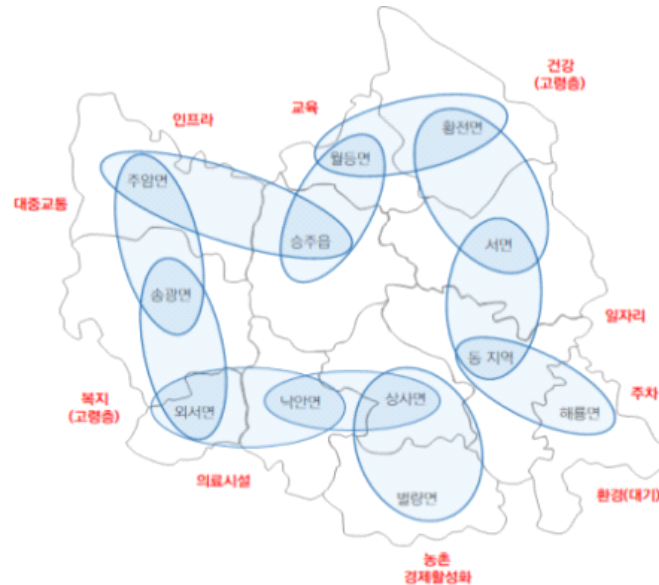 건강
(고령층)
교육
인프라
황전면
월등면
주암면
대중교통
승주읍
서면
송광면
일자리
동 지역
주차
복지
(고령층)
외서면
낙안면
상사면
해룡면
의료시설
별량면
환경(대기)
농촌
경제활성화